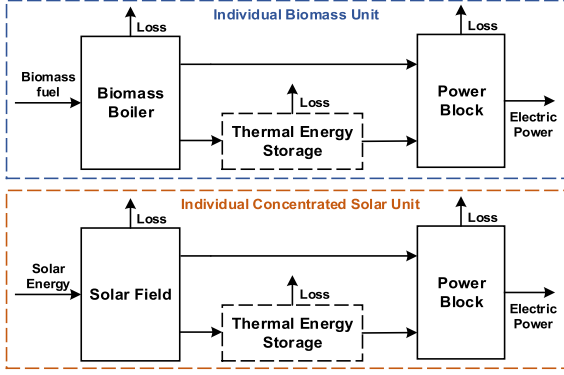 Individual Biomass Unit
Loss
Loss
Biomass
fuel
Biomass
Boiler
Loss
Thermal Energy
Storage
Power
Block
Electric
Power
Individual Concentrated Solar Unit
Loss
Loss
Solar
Energy
Solar Field
Loss
Thermal Energy
Storage
Power
Block
Electric
Power